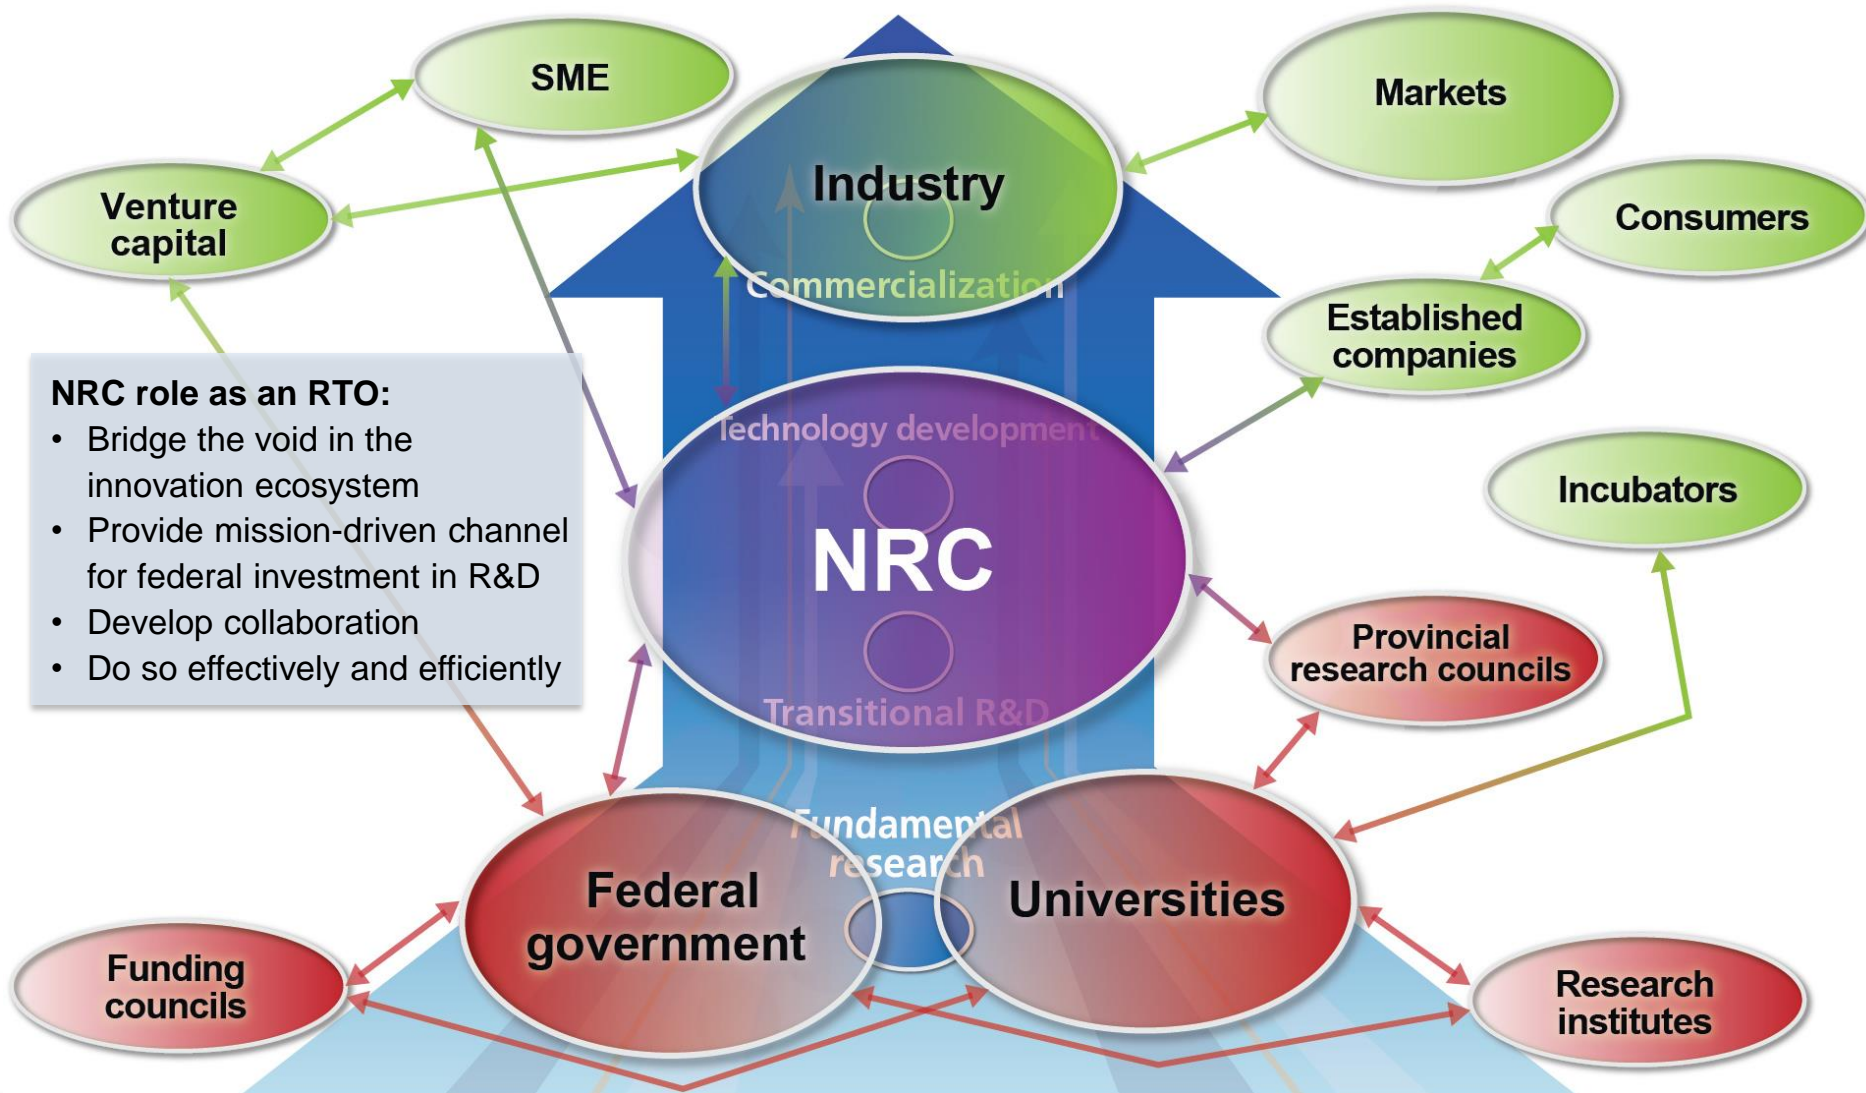 SME
Markets
Industry
Venture
capital
Consumers
Commercialization
Established
companies
NRC role as an RTO:
• Bridge the void in the
innovation ecosystem
• Provide mission-driven channel
for federal investment in R&D
• Develop collaboration
• Do so effectively and efficiently
Technology development
Incubators
NRC
Provincial
research councils
Transitional R&D
Fundamental
research
Federal
government
Universities
Funding
councils
Research
institutes